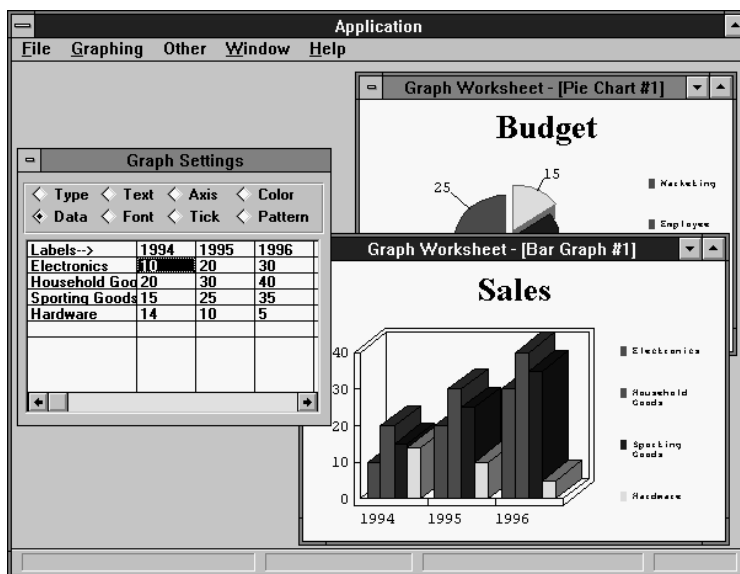 Application
File Graphing Other Window Help
Graph Worksheet - [Pie Chart #1]
Budget
25
15
Marketing
Employee
Graph Settings
Type Text Axis Color
Data Font Tick Pattern
Labels--> 1994 1995 1996
Electronics 10 20 30
Household Goo 20 30 40
Sporting Goods 15 25 35
Hardware 14 10 5
Graph Worksheet - [Bar Graph #1]
Sales
40
30
20
10
0
1994 1995 1996
Electronics
Household
Goods
Sporting
Goods
Hardware